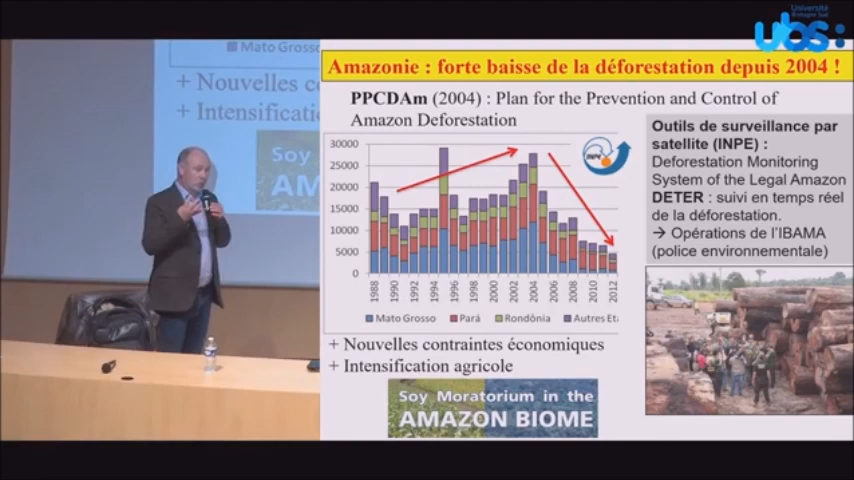 Université
Bretagne Sud
ubs:
Mato Grosso
+ Nouvelles co
+ Intensificat
Soy
AM
Amazonie : forte baisse de la déforestation depuis 2004 !
PPCDAm (2004) : Plan for the Prevention and Control of
Amazon Deforestation
30000
25000
20000
15000
10000
5000
0
1988
1990
1992
1994
1996
1998
2000
2002
2004
2006
2008
2010
2012
Mato Grosso
Pará
Rondônia
Autres Eta
INPE
Outils de surveillance par
satellite (INPE) :
Deforestation Monitoring
System of the Legal Amazon
DETER : suivi en temps réel
de la déforestation.
→ Opérations de l'IBAMA
(police environnementale)
+ Nouvelles contraintes économiques
+ Intensification agricole
Soy Moratorium in the
AMAZON BIOME